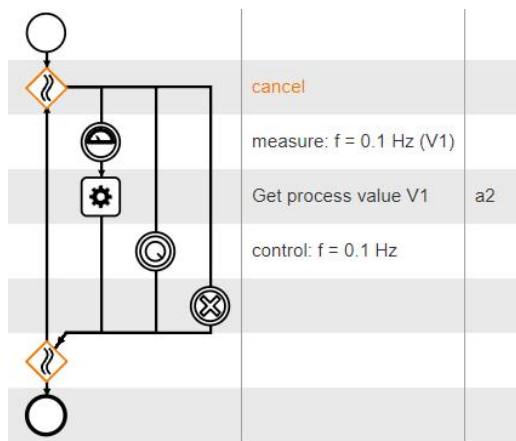 cancel
measure: f = 0.1 Hz (V1)
Get process value V1 a2
control: f = 0.1 Hz